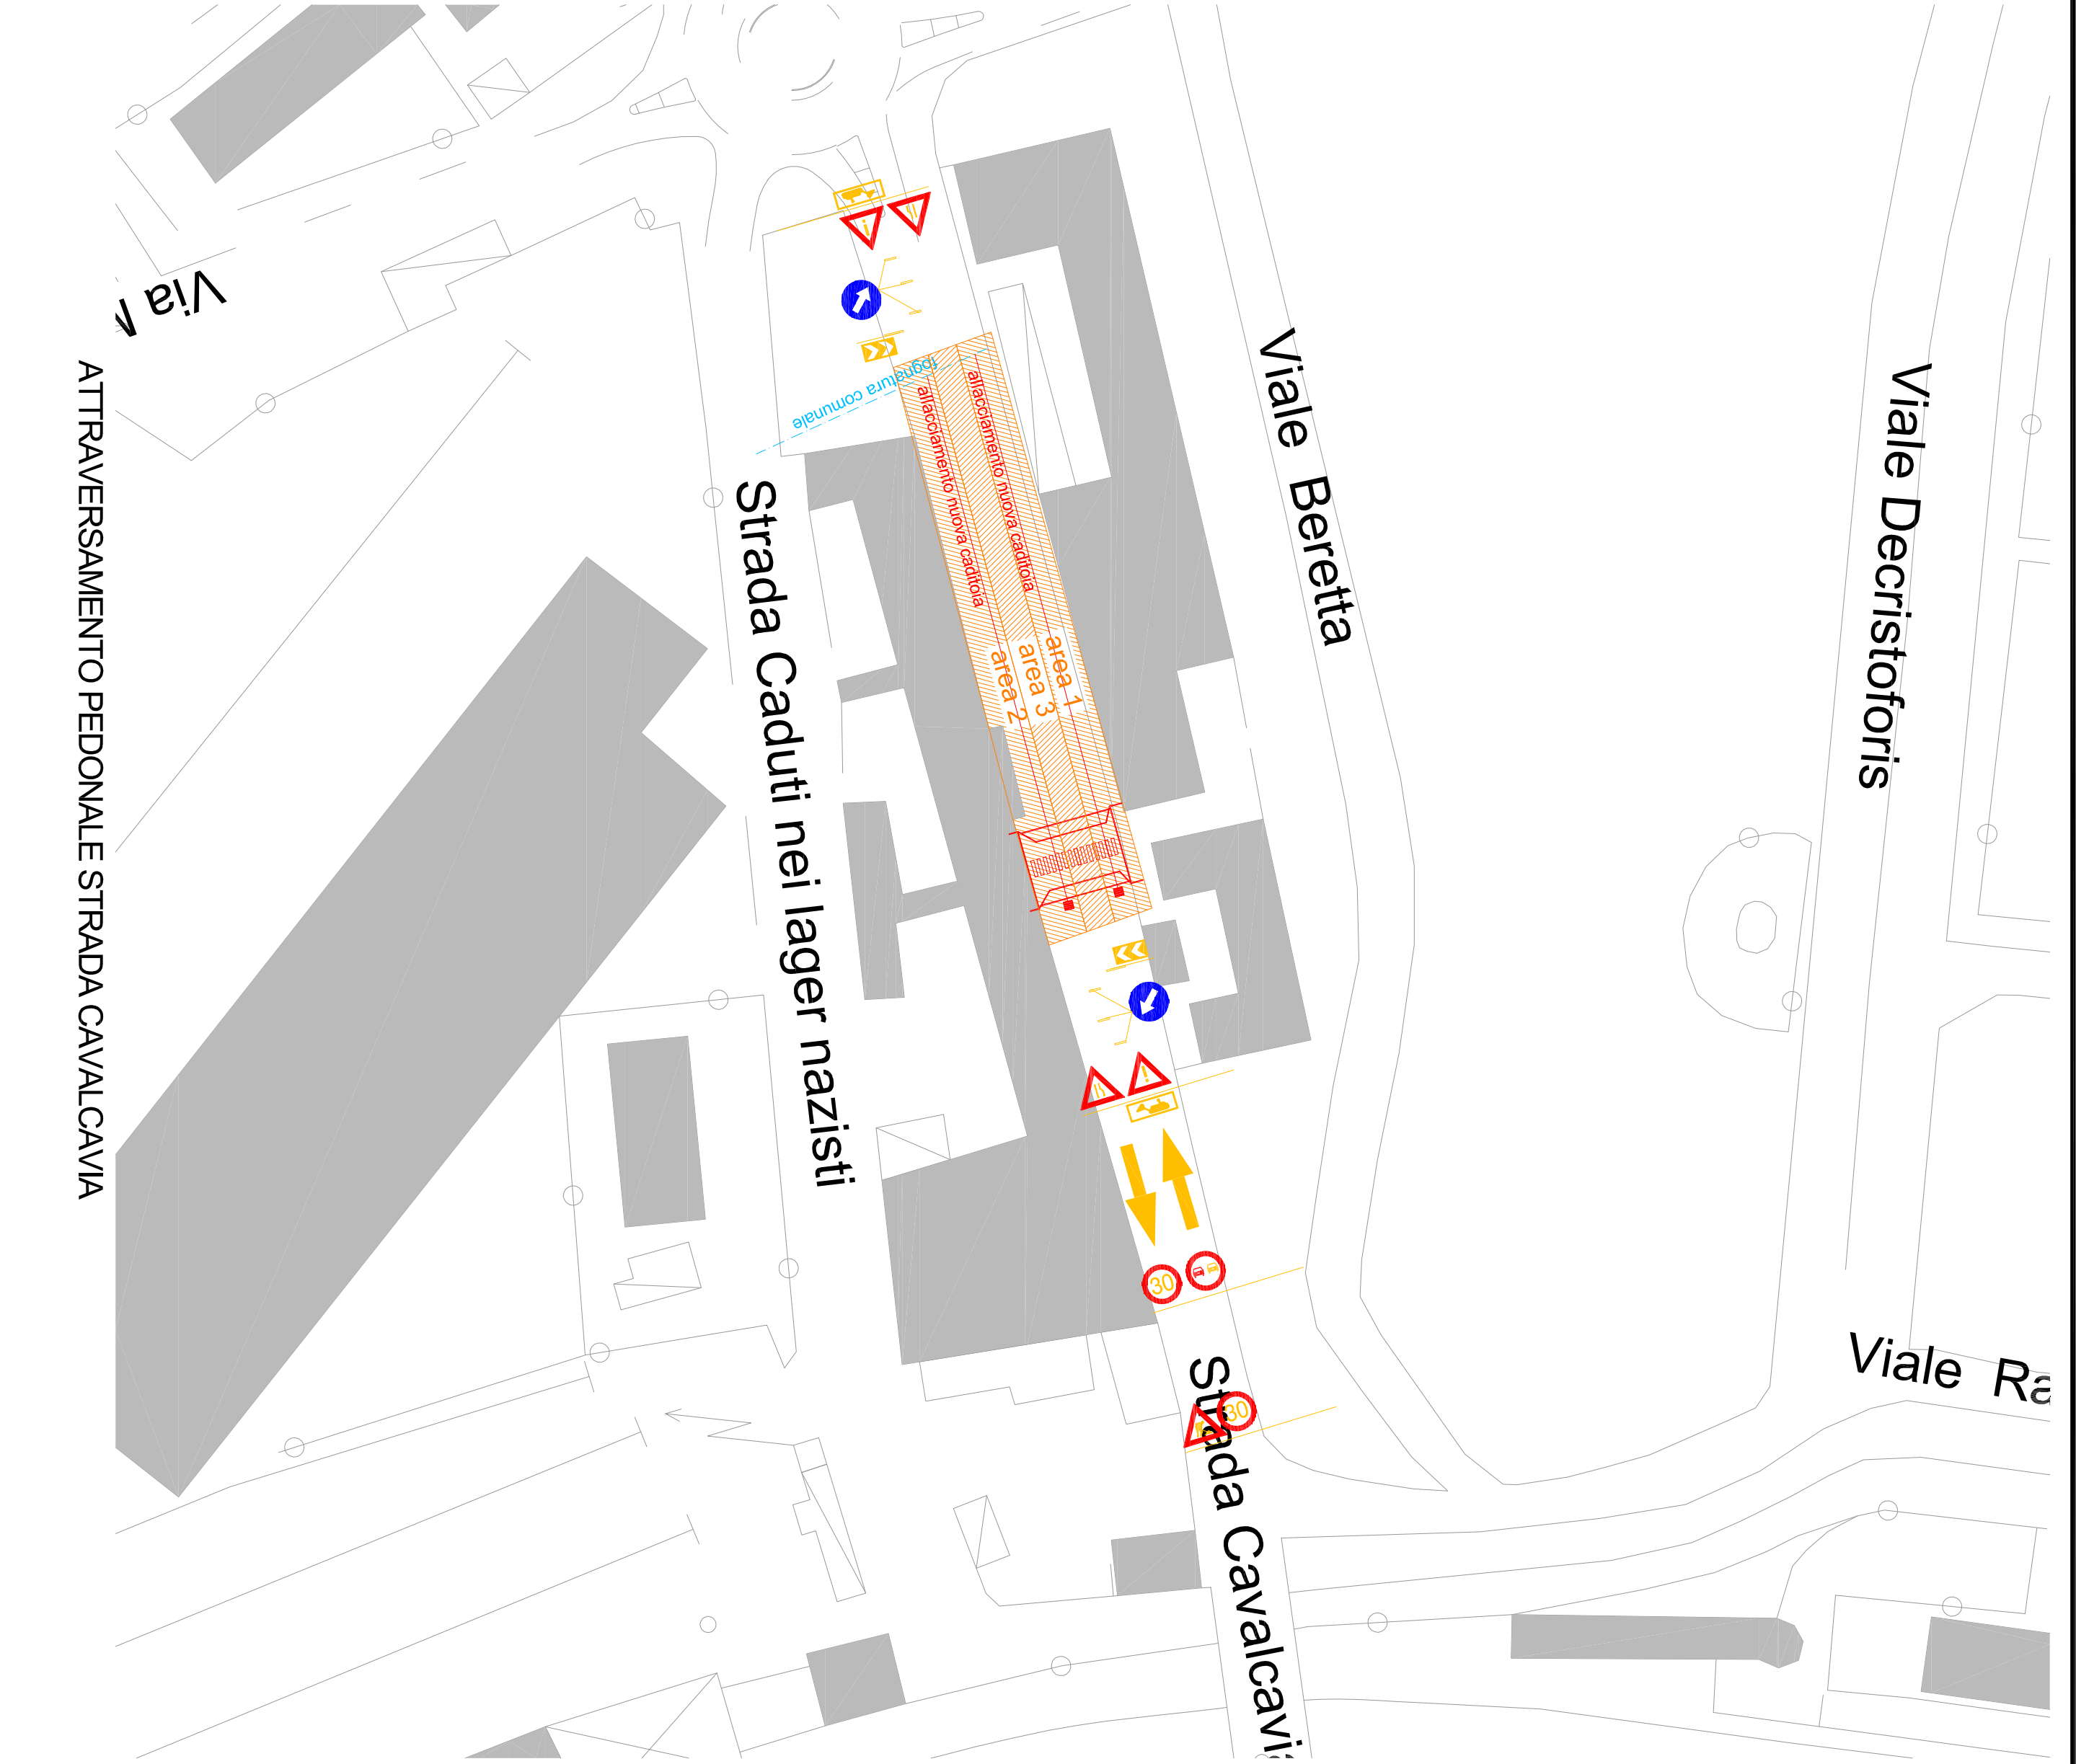 ATTRAVERSAMENTO PEDONALE STRADA CAVALCAVIA
Via
fognatura comunale
allacciamento nuova caditoia
allacciamento nuova caditoia
area 1
area 3
area 2
Strada Caduti nei lager nazisti
Viale Beretta
Viale Decristoforis
30
30
Strada Cavalcavia
Viale Ra